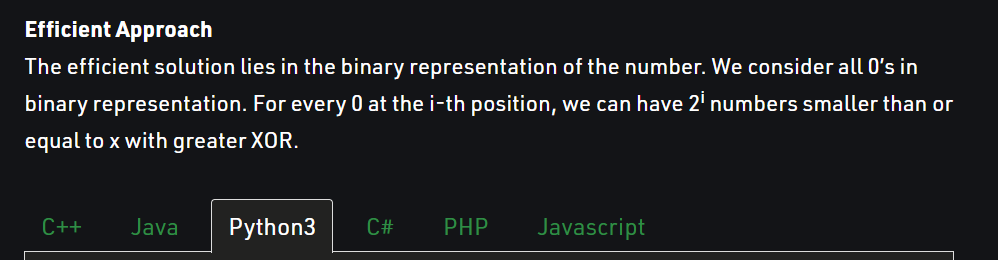 Efficient Approach
The efficient solution lies in the binary representation of the number. We consider all 0’s in
binary representation. For every 0 at the i-th position, we can have 2ⁱ numbers smaller than or
equal to x with greater XOR.
C++ Java Python3 C# PHP Javascript